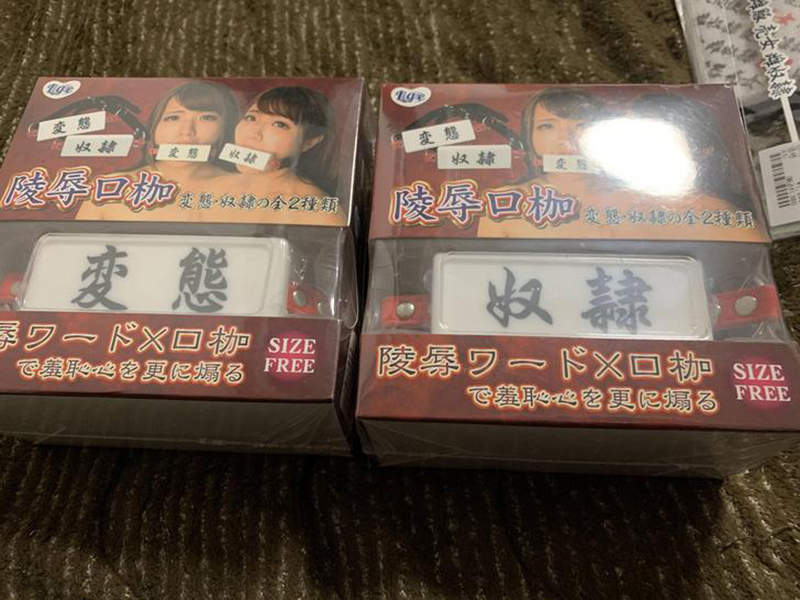 Lge
変態
奴隷
変態
奴隷
陵辱口枷
変態・奴隷の全2種類
変態
辱ワード×口枷
で羞恥心を更に煽る
SIZE
FREE
Lge
変態
奴隷
変態
陵辱口枷
変態・奴隷の全2種類
奴隷
陵辱ワード×口枷
で羞恥心を更に煽る
SIZE
FREE